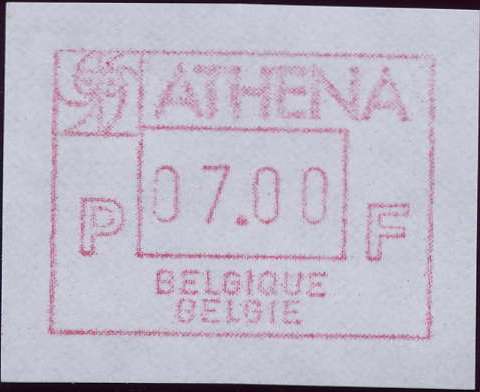 ATHENA
P 07.00 F
BELGIQUE
BELGIE